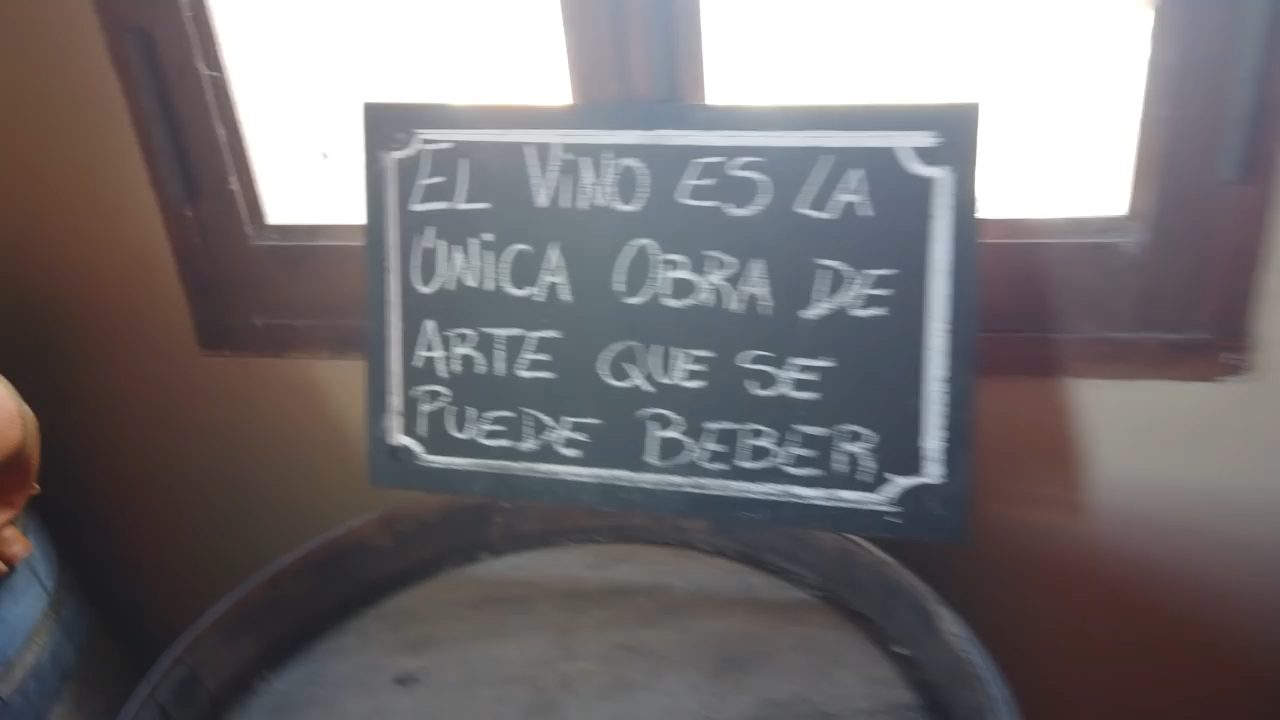 EL ViNO ES LA
ÚNiCA OBRA DE
ARTE QUE SE
PUEDE BEBER